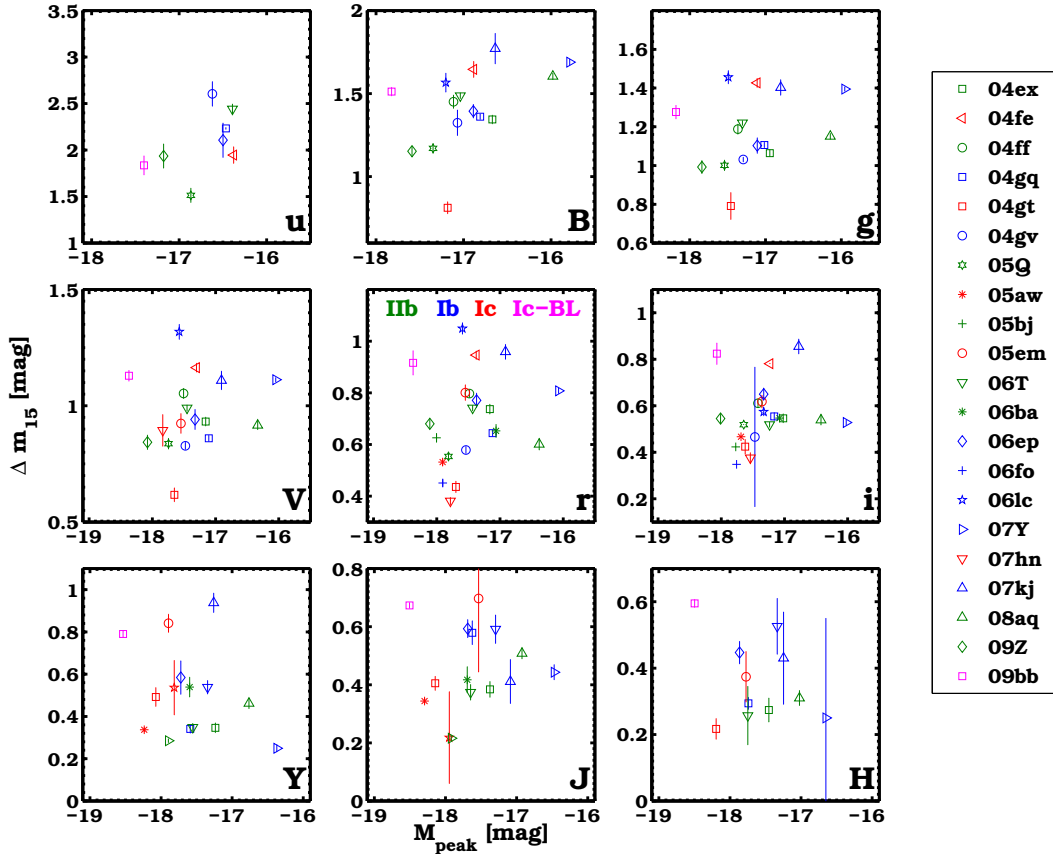 3.5
3
2.5
2
1.5
1
−18 −17 −16
u
2
1.5
1
−18 −17 −16
B
1.8
1.6
1.4
1.2
1
0.8
0.6
−18 −17 −16
g
1.5
1
0.5
−19 −18 −17 −16
V
IIb Ib Ic Ic−BL
1
0.8
0.6
0.4
−19 −18 −17 −16
r
1
0.8
0.6
0.4
0.2
−19 −18 −17 −16
i
1
0.8
0.6
0.4
0.2
0
−19 −18 −17 −16
Y
0.8
0.6
0.4
0.2
0
−19 −18 −17 −16
J
0.6
0.4
0.2
0
−19 −18 −17 −16
H
Δ m15 [mag]
Mpeak [mag]
04ex
04fe
04ff
04gq
04gt
04gv
05Q
05aw
05bj
05em
06T
06ba
06ep
06fo
06lc
07Y
07hn
07kj
08aq
09Z
09bb